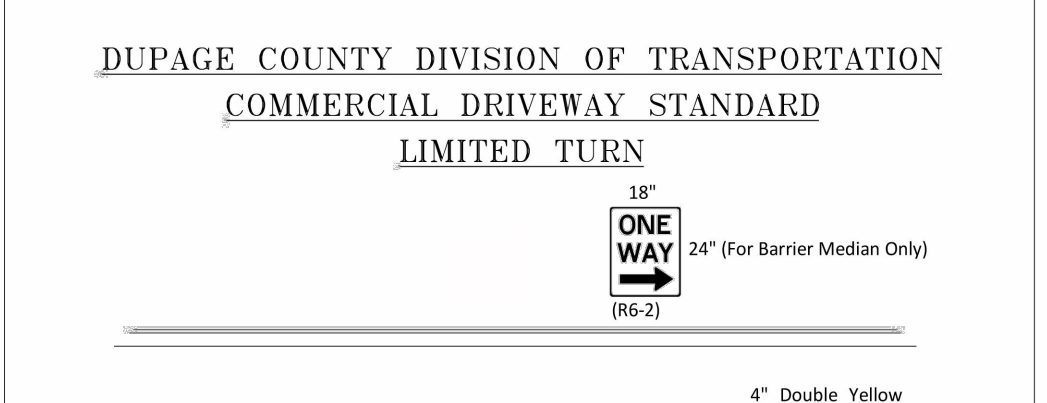 DUPAGE COUNTY DIVISION OF TRANSPORTATION
COMMERCIAL DRIVEWAY STANDARD
LIMITED TURN
18"
ONE
WAY
24" (For Barrier Median Only)
(R6-2)
4" Double Yellow